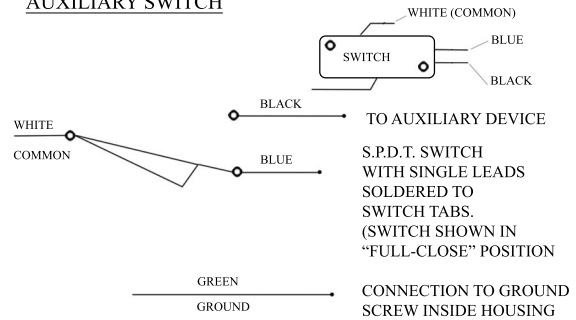 AUXILIARY SWITCH
WHITE (COMMON)
SWITCH
BLUE
BLACK
BLACK
TO AUXILIARY DEVICE
WHITE
COMMON
BLUE
S.P.D.T. SWITCH
WITH SINGLE LEADS
SOLDERED TO
SWITCH TABS.
(SWITCH SHOWN IN
“FULL-CLOSE” POSITION
GREEN
GROUND
CONNECTION TO GROUND
SCREW INSIDE HOUSING